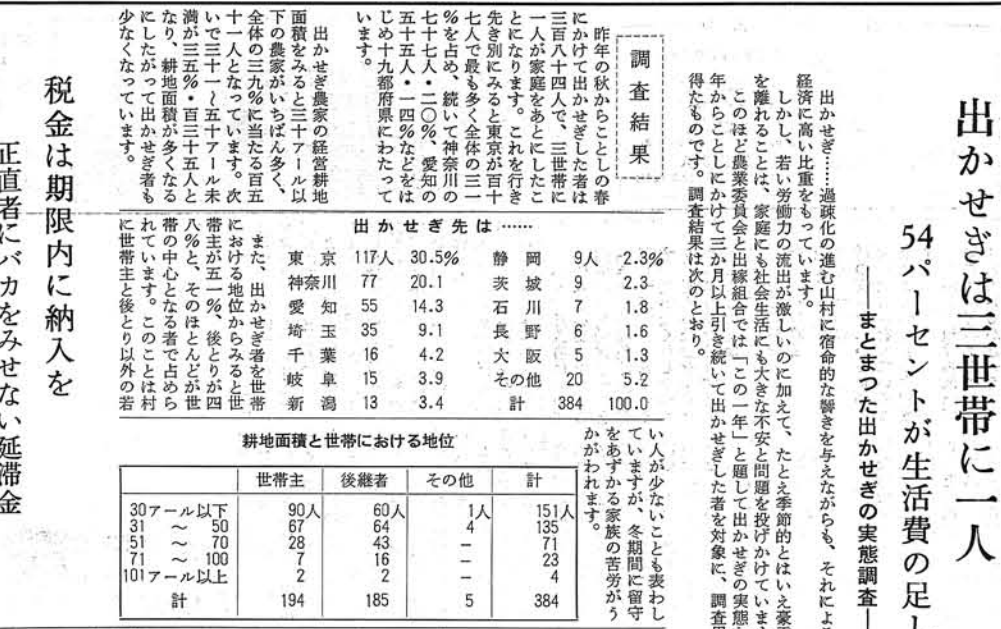 出かせぎは三世帯に一人
54パーセントが生活費の足し
――まとまつた出かせぎの実態調査――
出かせぎ……過疎化の進む山村に宿命的な響きを与えながらも、それによる
経済に高い比重をもっています。
しかし、若い労働力の流出が激しいのに加えて、たとえ季節的とはいえ豪雪
を離れることは、家庭にも社会生活にも大きな不安と問題を投げかけていま
このほど農業委員会と出稼組合では「この一年」と題して出かせぎの実態
年からことしにかけて三か月以上引き続いて出かせぎした者を対象に、調査
得たものです。調査結果は次のとおり。
調査結果
昨年の秋からことしの春
にかけて出かせぎした者は
三百八十四人で、三世帯に
一人が家庭をあとにしたこ
とになります。これを行き
先き別にみると東京が百十
七人で最も多く全体の三一
%を占め、続いて神奈川の
七十七人・二〇%、愛知の
五十五人・一四%などをは
じめ十九都府県にわたって
います。
出かせぎ農家の経営耕地
面積をみると三十アール以
下の農家がいちばん多く、
全体の三九%に当たる百五
十一人となっています。次
いで三十一～五十アール未
満が三五%・百三十五人と
なり、耕地面積が多くなる
にしたがって出かせぎ者も
少なくなっています。
出かせぎ先は……
東京 117人 30.5% 静岡 9人 2.3%
神奈川 77 20.1 茨城 9 2.3
愛知 55 14.3 石川 7 1.8
埼玉 35 9.1 長野 6 1.6
千葉 16 4.2 大阪 5 1.3
岐阜 15 3.9 その他 20 5.2
新潟 13 3.4 計 384 100.0
また、出かせぎ者を世帯
における地位からみると世
帯主が五一%、後とりが四
八%と、そのほとんどが世
帯の中心となる者で占めら
れています。このことは村
に世帯主と後とり以外の若
い人が少ないことも表わし
ていますが、冬期間に留守
をあずかる家族の苦労がう
かがわれます。
耕地面積と世帯における地位
世帯主 後継者 その他 計
30アール以下 90人 60人 1人 151人
31 ～ 50 67 64 4 135
51 ～ 70 28 43 － 71
71 ～ 100 7 16 － 23
101アール以上 2 2 － 4
計 194 185 5 384
税金は期限内に納入を
正直者にバカをみせない延滞金